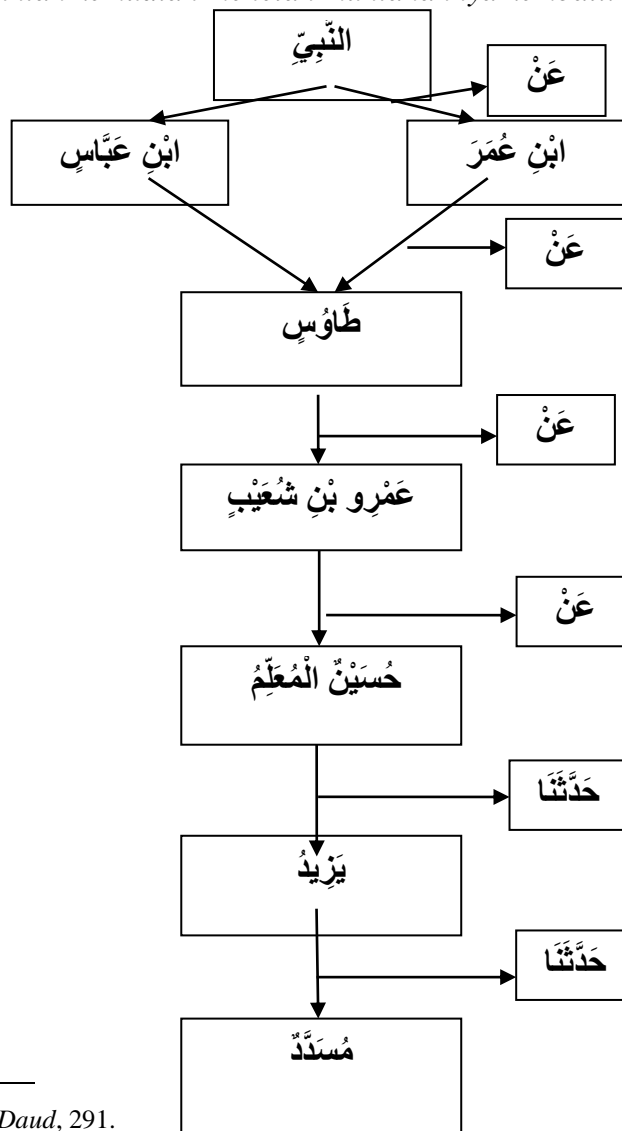 النَّبِيِّ
عَنْ
ابْنِ عَبَّاسٍ
ابْنِ عُمَرَ
عَنْ
طَاوُسٍ
عَنْ
عَمْرِو بْنِ شُعَيْبٍ
عَنْ
حُسَيْنٌ الْمُعَلِّمُ
حَدَّثَنَا
يَزِيدُ
حَدَّثَنَا
مُسَدَّدٌ
Daud, 291.